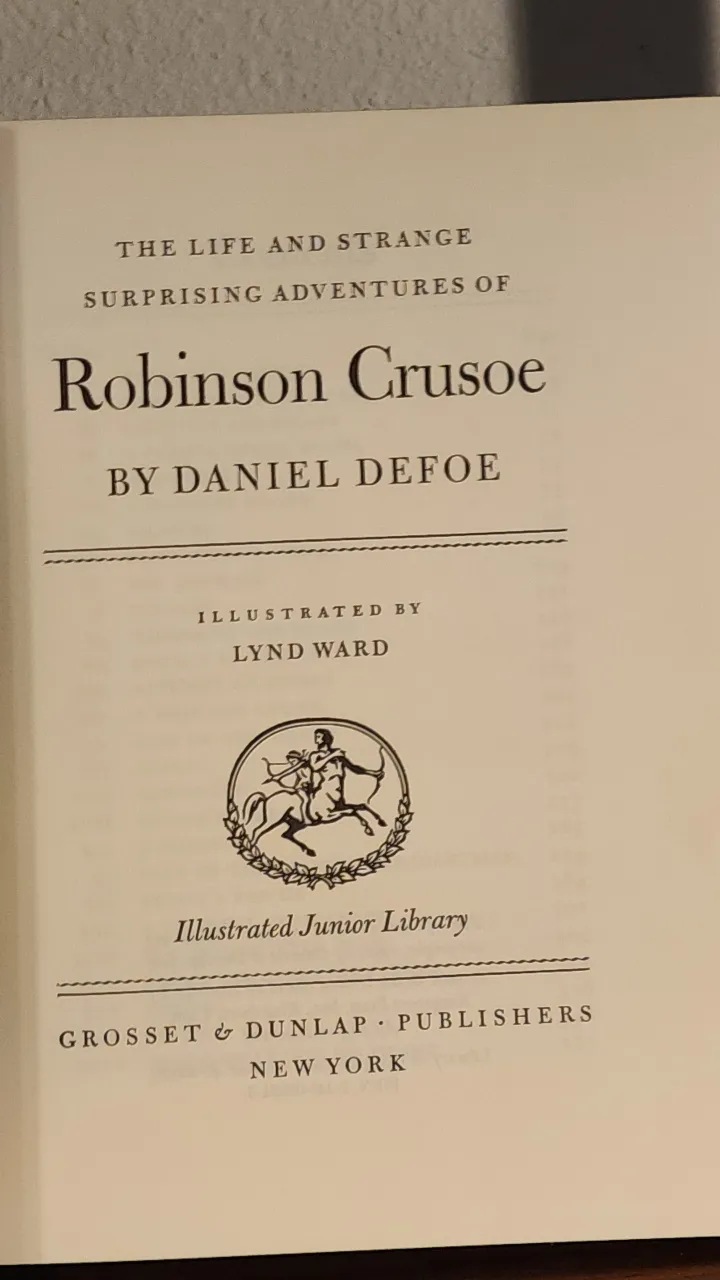 THE LIFE AND STRANGE
SURPRISING ADVENTURES OF
Robinson Crusoe
BY DANIEL DEFOE
ILLUSTRATED BY
LYND WARD
Illustrated Junior Library
GROSSET & DUNLAP · PUBLISHERS
NEW YORK